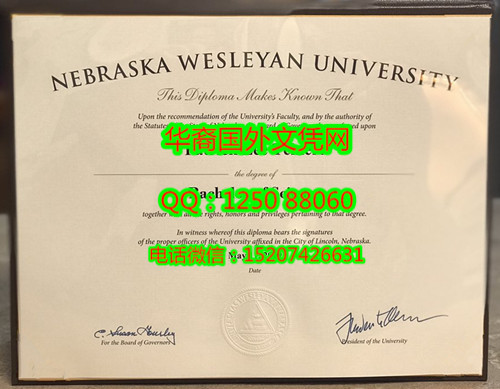 NEBRASKA WESLEYAN UNIVERSITY
This Diploma Makes Known That
Upon the recommendation of the University's Faculty, and by the authority of
the Statutes
upon
华裔国外文凭网
the degree of
Bachelor of
QQ：1250 88060
together rights, honors and privileges pertaining to that degree.
In witness whereof this diploma bears the signatures
of the proper officers of the University affixed in the City of Lincoln, Nebraska.
电话微信：15207426631
May
Date
For the Board of Governors
President of the University